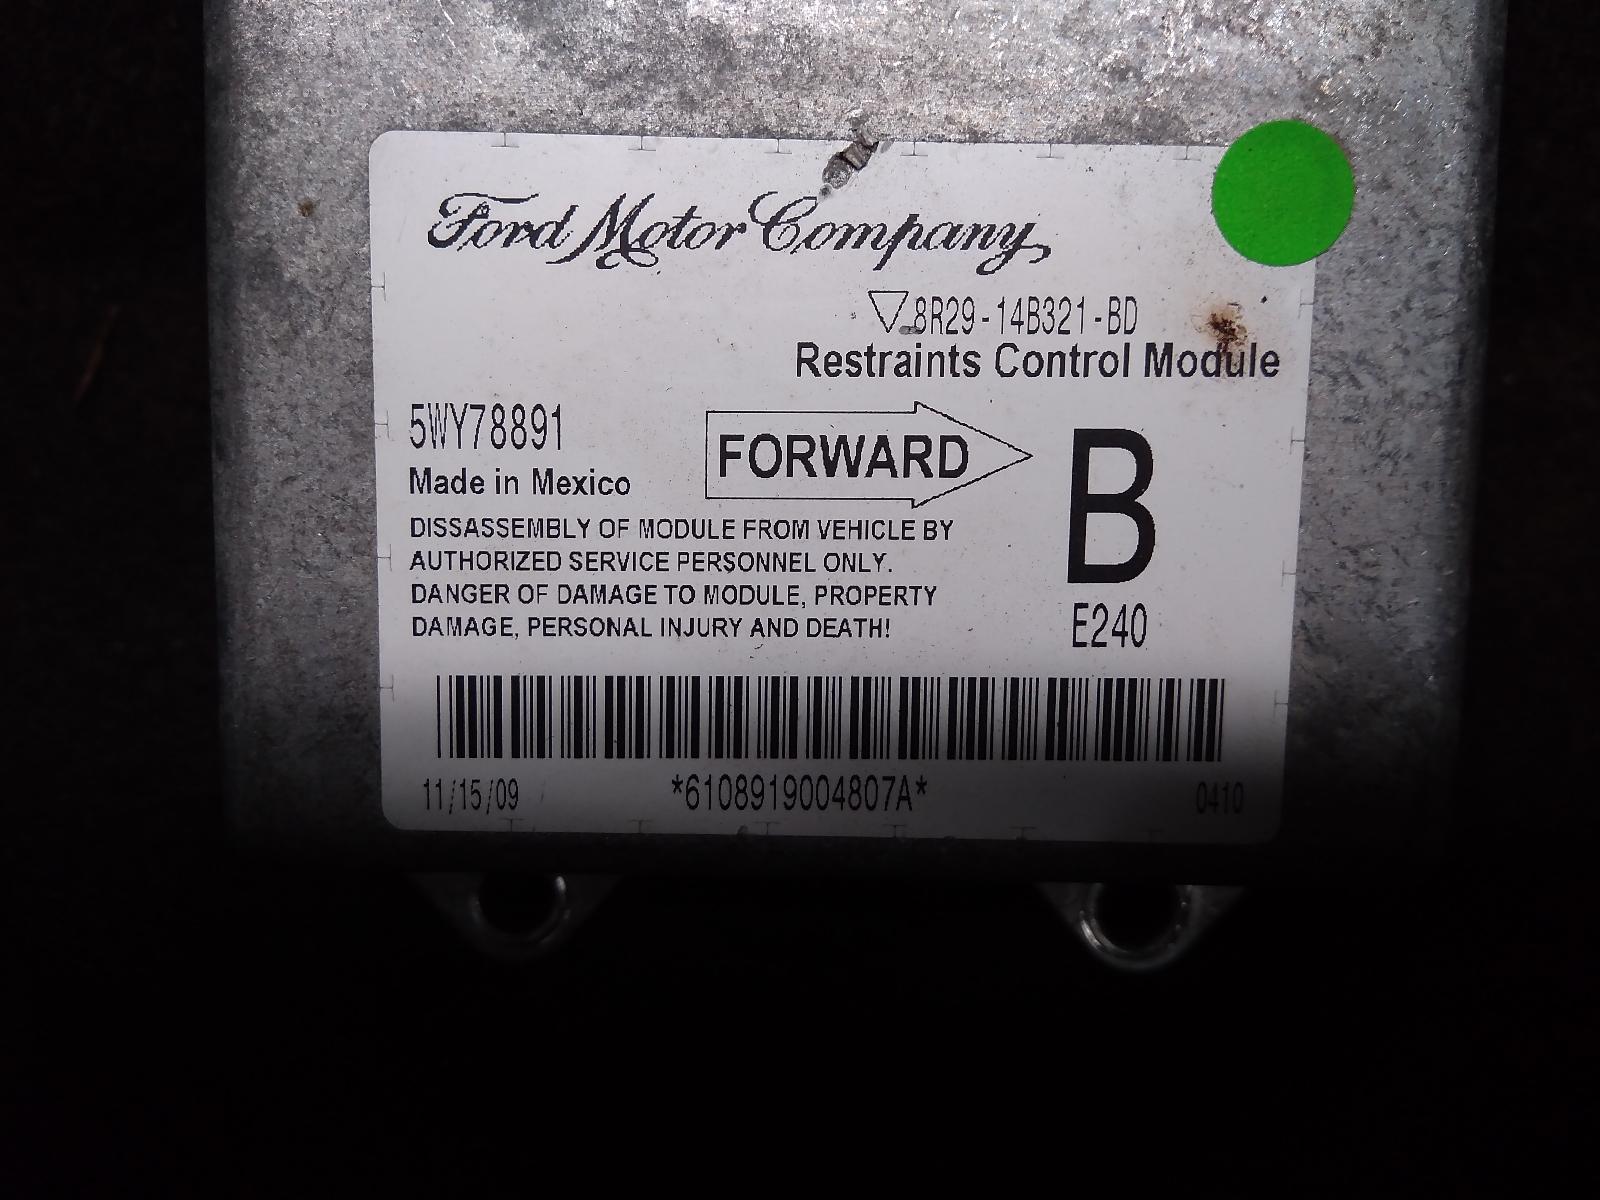 Ford Motor Company
8R29-14B321-BD
Restraints Control Module
5WY78891
Made in Mexico
FORWARD
B
E240
DISSASSEMBLY OF MODULE FROM VEHICLE BY
AUTHORIZED SERVICE PERSONNEL ONLY.
DANGER OF DAMAGE TO MODULE, PROPERTY
DAMAGE, PERSONAL INJURY AND DEATH!
11/15/09 *6108919004807A* 0410